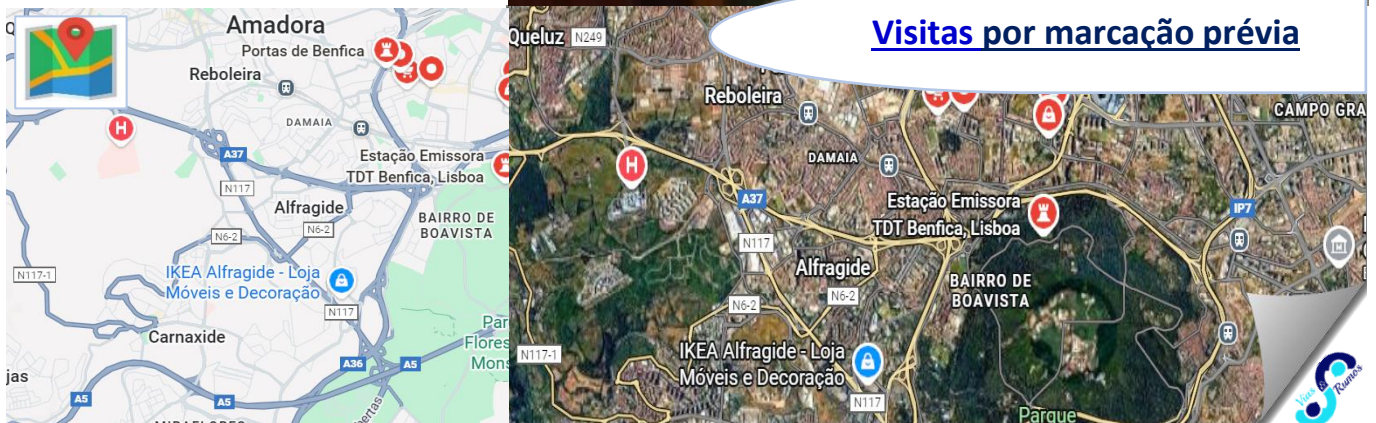 Visitas por marcação prévia
Amadora
Portas de Benfica
Reboleira
DAMAIA
A37
Estação Emissora
TDT Benfica, Lisboa
N117
Alfragide
BAIRRO DE
BOAVISTA
N6-2
N6-2
N117-1
IKEA Alfragide - Loja
Móveis e Decoração
N117
Carnaxide
A36
A5
A5
A5
H
Queluz
N249
Reboleira
CAMPO GRA
DAMAIA
H
A37
Estação Emissora
TDT Benfica, Lisboa
IP7
N117
Alfragide
BAIRRO DE
BOAVISTA
N6-2
N6-2
N117-1
IKEA Alfragide - Loja
Móveis e Decoração
N117
Parque
Vias & Rumos